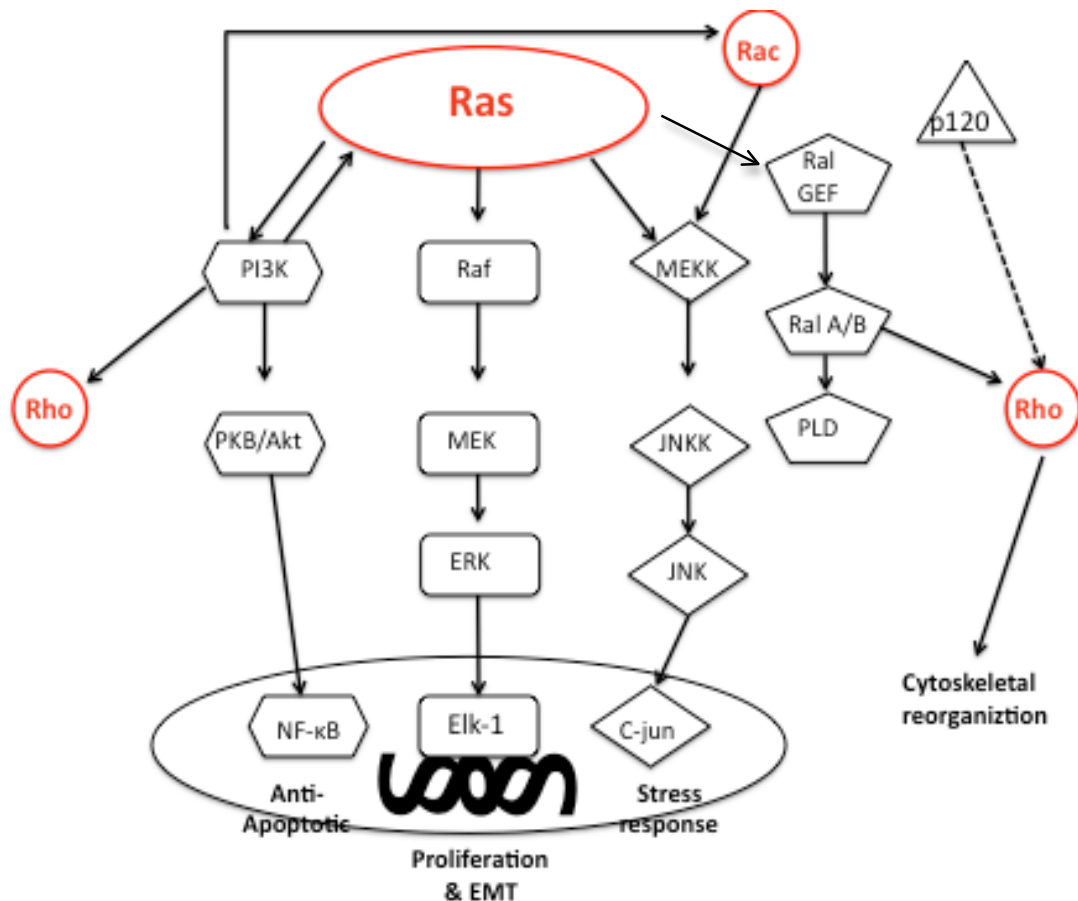 Rac
Ras
p120
Ral
GEF
PI3K
Raf
MEKK
Ral A/B
Rho
Rho
PKB/Akt
MEK
JNKK
PLD
ERK
JNK
Cytoskeletal
reorganiztion
NF-κB
Elk-1
C-jun
Anti-
Apoptotic
Stress
response
Proliferation
& EMT